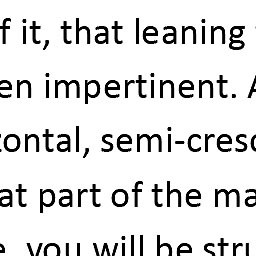 f it, that leaning
en impertinent. A
zontal, semi-cresc
at part of the ma
e, you will be stru